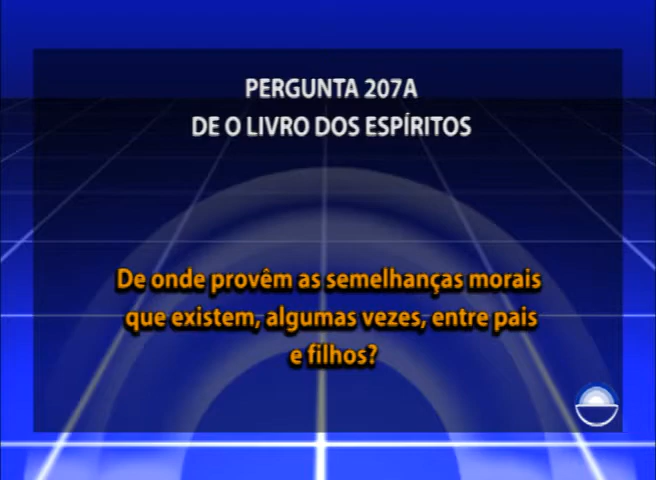 PERGUNTA 207A
DE O LIVRO DOS ESPÍRITOS
De onde provêm as semelhanças morais
que existem, algumas vezes, entre pais
e filhos?